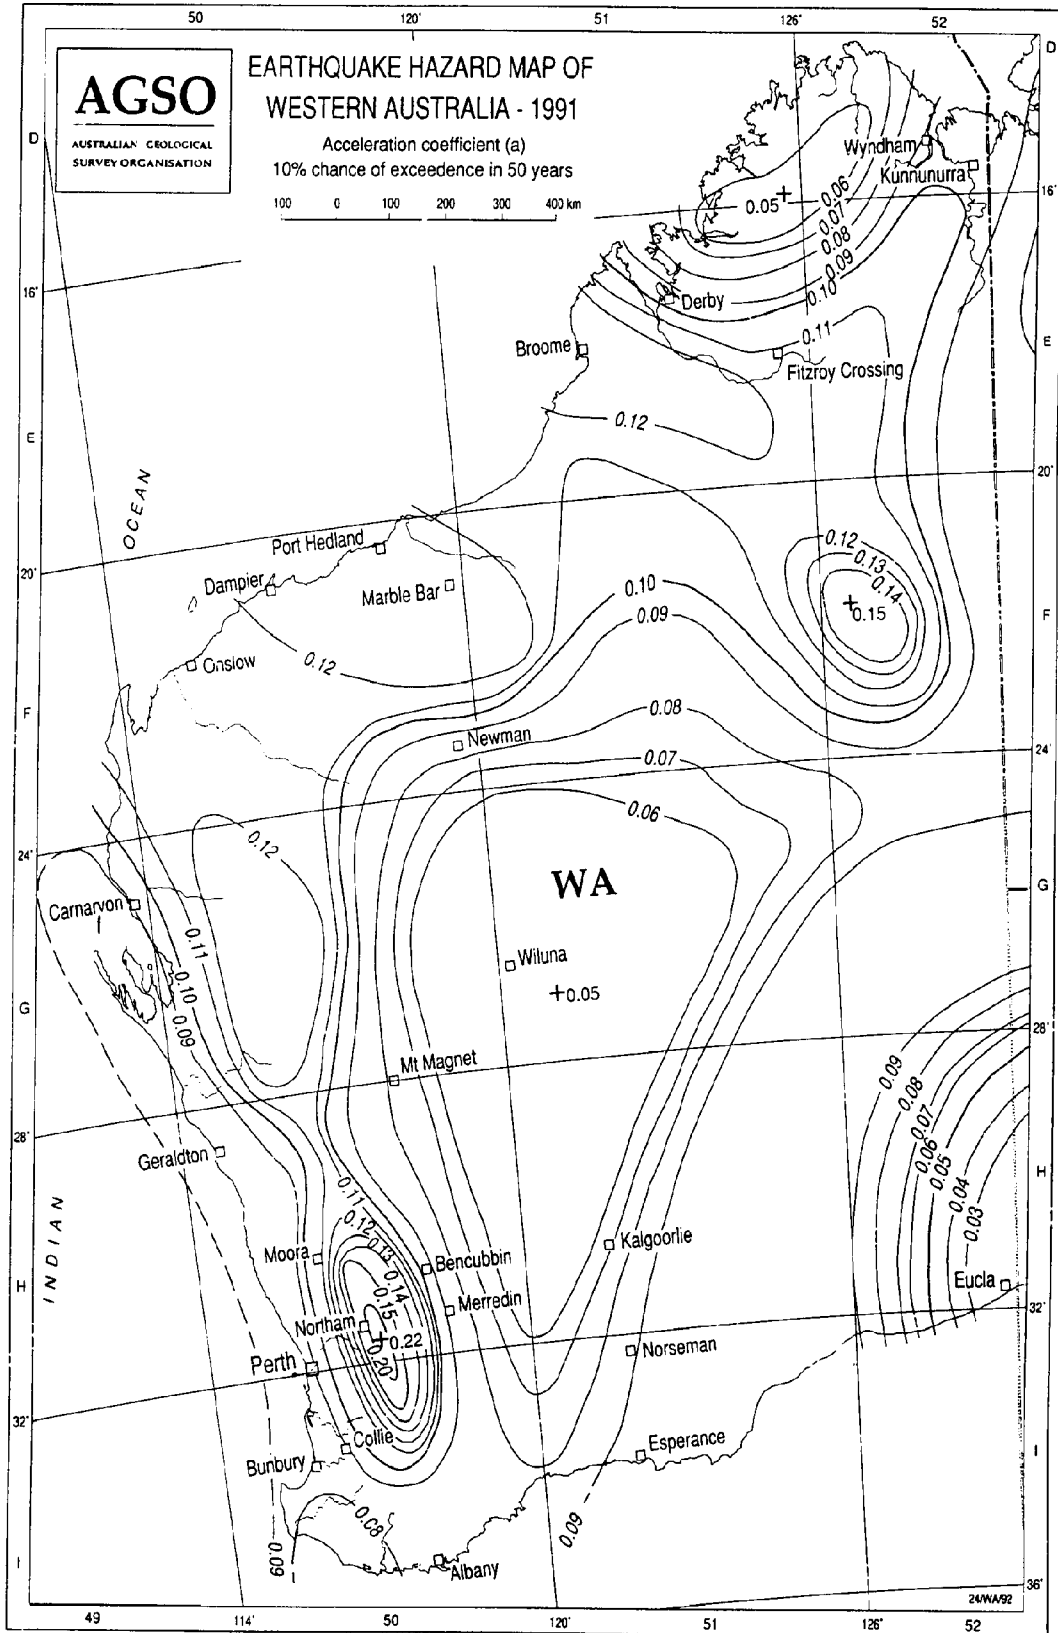 50
120°
51
126°
52
D
AGSO
AUSTRALIAN GEOLOGICAL
SURVEY ORGANISATION
EARTHQUAKE HAZARD MAP OF
WESTERN AUSTRALIA - 1991
Acceleration coefficient (a)
10% chance of exceedence in 50 years
100 0 100 200 300 400 km
D
Wyndham
Kununurra
16°
0.05
0.06
0.07
0.08
0.09
0.10
0.11
16°
Derby
Broome
Fitzroy Crossing
E
0.12
E
20°
OCEAN
Port Hedland
Dampier
Marble Bar
20°
0.12
0.13
0.14
0.15
F
0.10
0.09
Onslow
0.12
F
0.08
Newman
0.07
24°
0.06
0.12
WA
24°
G
Carnarvon
0.11
0.10
0.09
Wiluna
0.05
G
28°
Mt Magnet
0.09
0.08
0.07
0.06
0.05
0.04
0.03
28°
Geraldton
H
INDIAN
0.11
0.12
0.13
0.14
0.15
0.20
0.22
Moora
Bencubbin
Kalgoorlie
Eucla
H
Merredin
Northam
32°
Perth
Norseman
32°
Collie
Bunbury
Esperance
I
0.08
0.09
0.09
Albany
I
36°
24/WA/92
49
114°
50
120°
51
126°
52